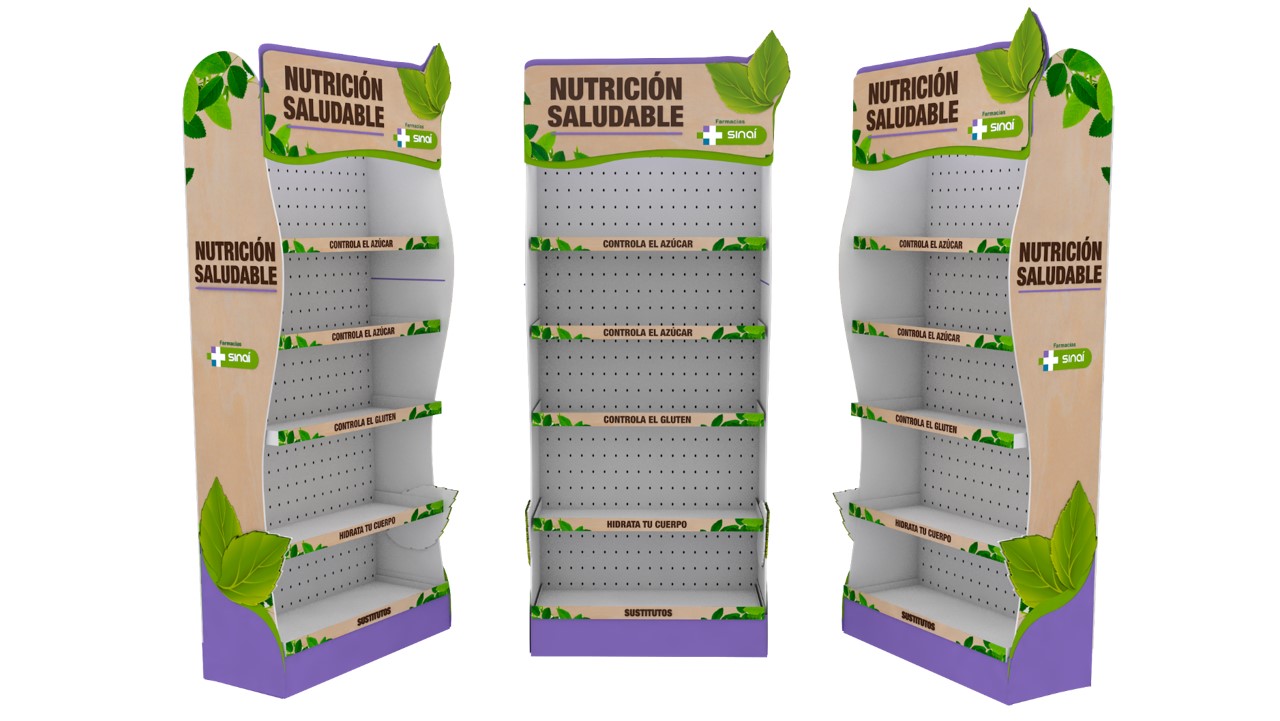 NUTRICIÓN
SALUDABLE
Farmacias
sinaí
CONTROLA EL AZÚCAR
NUTRICIÓN
SALUDABLE
CONTROLA EL AZÚCAR
Farmacias
sinaí
CONTROLA EL GLUTEN
HIDRATA TU CUERPO
SUSTITUTOS
NUTRICIÓN
SALUDABLE
Farmacias
sinaí
CONTROLA EL AZÚCAR
CONTROLA EL AZÚCAR
CONTROLA EL GLUTEN
HIDRATA TU CUERPO
SUSTITUTOS
NUTRICIÓN
SALUDABLE
Farmacias
sinaí
CONTROLA EL AZÚCAR
NUTRICIÓN
SALUDABLE
CONTROLA EL AZÚCAR
Farmacias
sinaí
CONTROLA EL GLUTEN
HIDRATA TU CUERPO
SUSTITUTOS